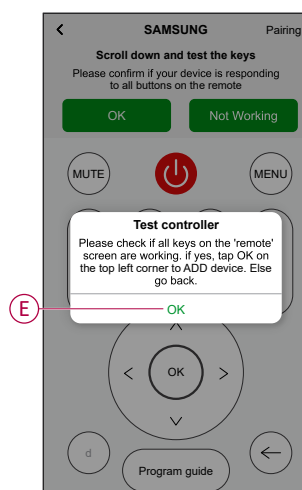 SAMSUNG Pairing
Scroll down and test the keys
Please confirm if your device is responding
to all buttons on the remote
OK Not Working
MUTE MENU
Test controller
Please check if all keys on the 'remote'
screen are working. if yes, tap OK on
the top left corner to ADD device. Else
go back.
E OK
OK
d
Program guide